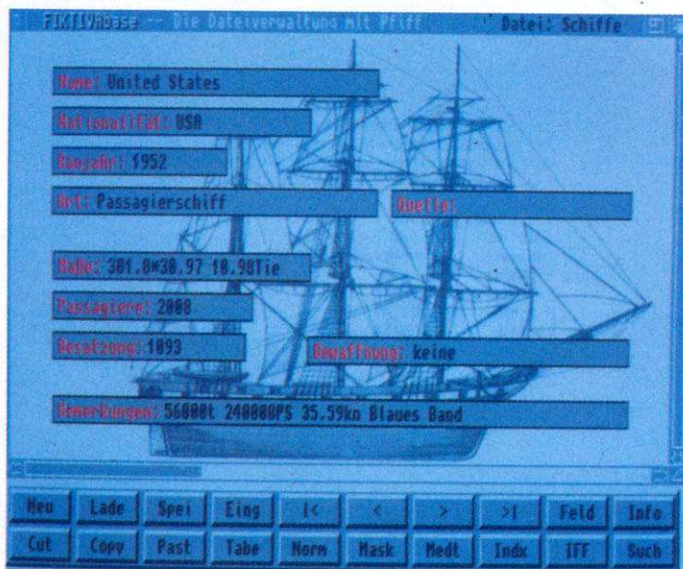 FIKTIVbase -- Die Dateiverwaltung mit Pfiff Datei: Schiffe
Name: United States
Nationalität: USA
Baujahr: 1952
Art: Passagierschiff Quelle:
Maße: 301.8*30.97 10.98Tie
Passagiere: 2008
Besatzung: 1093 Bewaffnung: keine
Bemerkungen: 56000t 240000PS 35.59kn Blaues Band
Neu Lade Spei Eing |< < > >| Feld Info
Cut Copy Past Tabe Norm Mask Medt Indx IFF Such